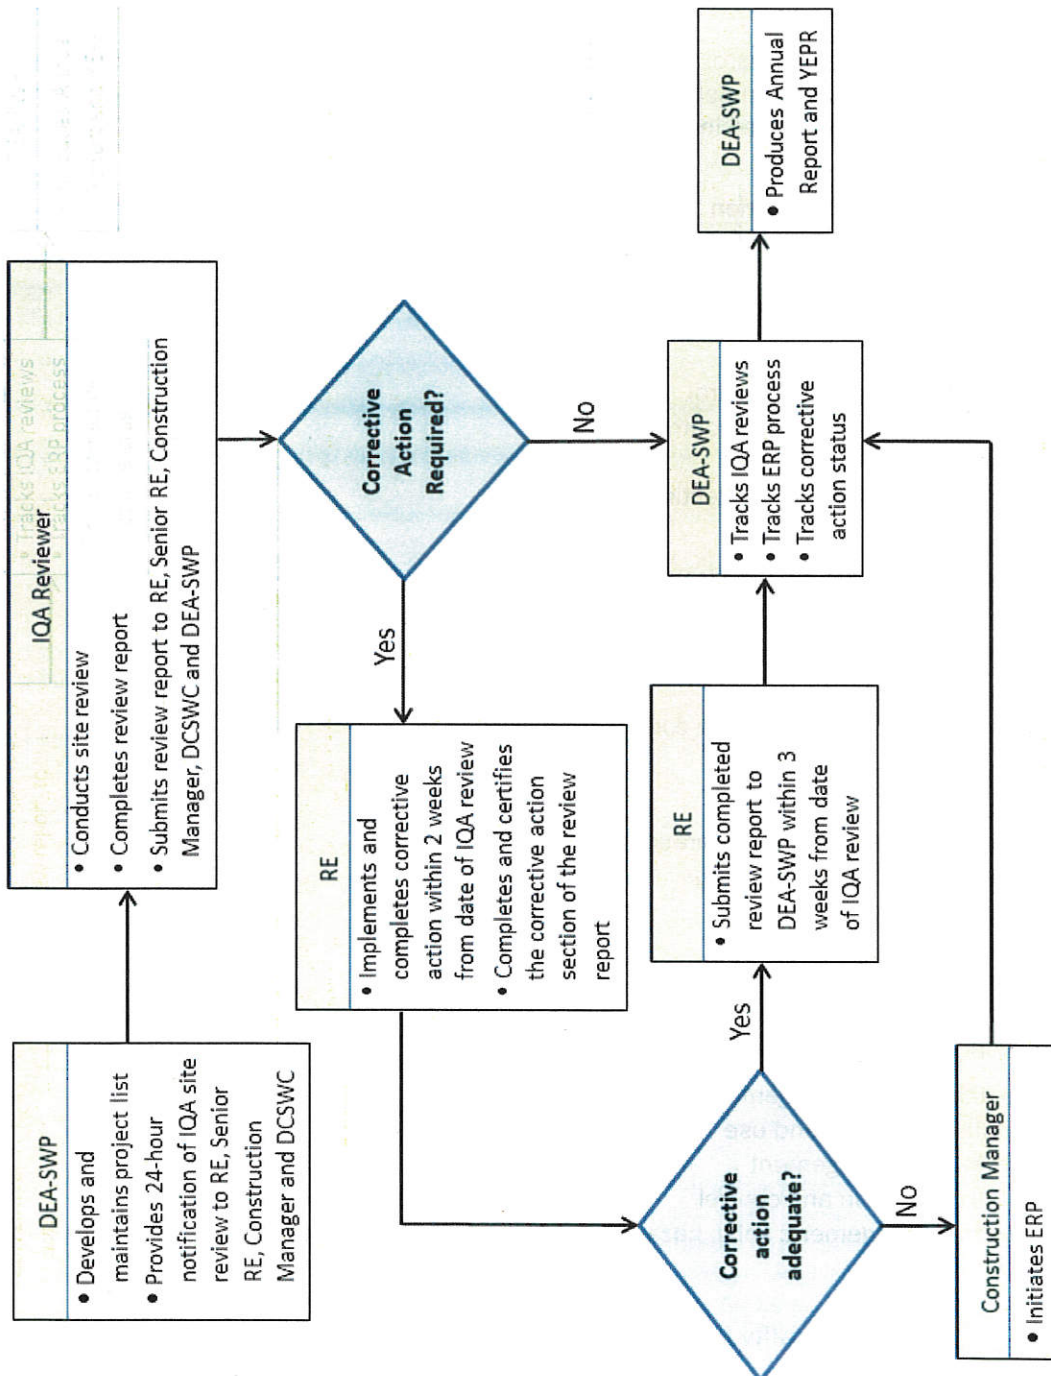 DEA-SWP
• Develops and
maintains project list
• Provides 24-hour
notification of IQA site
review to RE, Senior
RE, Construction
Manager and DCSWC
IQA Reviewer
• Conducts site review
• Completes review report
• Submits review report to RE, Senior RE, Construction
Manager, DCSWC and DEA-SWP
• Tracks IQA reviews
• Tracks ERP process
Corrective
Action
Required?
Yes
No
RE
• Implements and
completes corrective
action within 2 weeks
from date of IQA review
• Completes and certifies
the corrective action
section of the review
report
Corrective
action
adequate?
Yes
No
RE
• Submits completed
review report to
DEA-SWP within 3
weeks from date
of IQA review
Construction Manager
• Initiates ERP
DEA-SWP
• Tracks IQA reviews
• Tracks ERP process
• Tracks corrective
action status
DEA-SWP
• Produces Annual
Report and YEPR